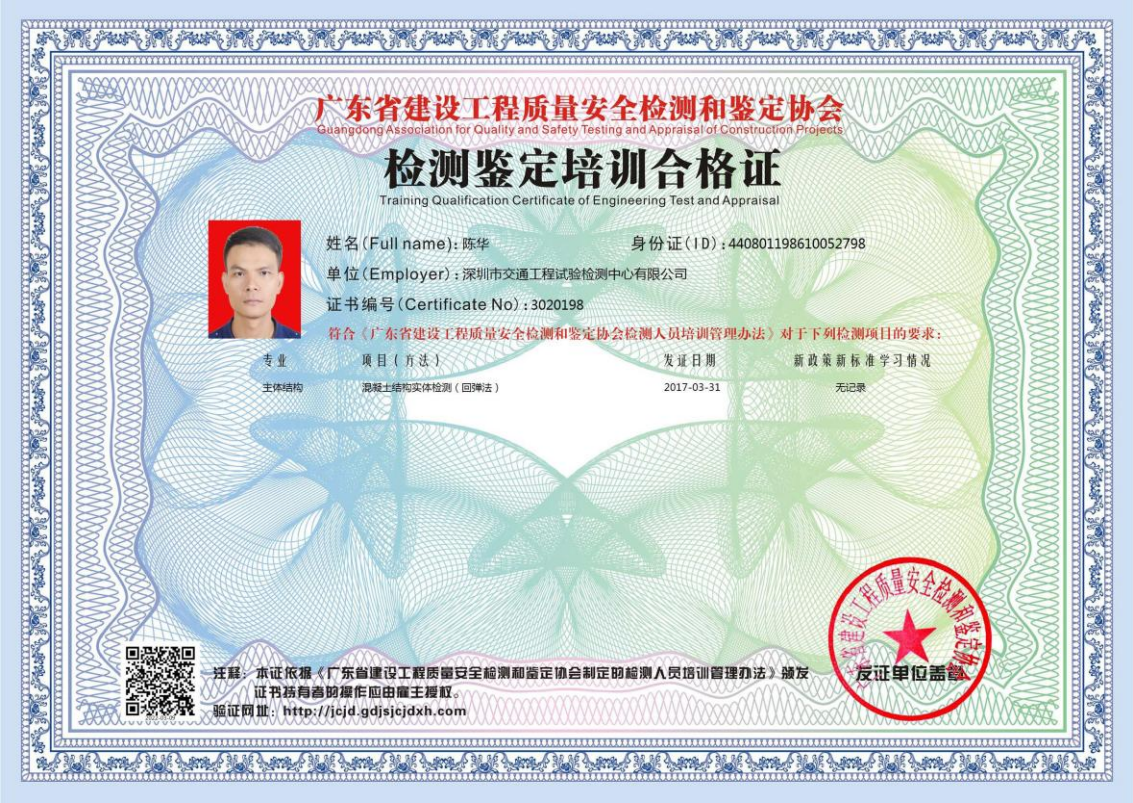 广东省建设工程质量安全检测和鉴定协会
Guangdong Association for Quality and Safety Testing and Appraisal of Construction Projects
检测鉴定培训合格证
Training Qualification Certificate of Engineering Test and Appraisal
姓名(Full name):陈华 身份证(ID):440801198610052798
单位(Employer):深圳市交通工程试验检测中心有限公司
证书编号(Certificate No):3020198
符合《广东省建设工程质量安全检测和鉴定协会检测人员培训管理办法》对于下列检测项目的要求:
专业 项目(方法) 发证日期 新政策新标准学习情况
主体结构 混凝土结构实体检测(回弹法) 2017-03-31 无记录
广东省建设工程质量安全检测和鉴定协会
发证单位盖章
注释:本证依据《广东省建设工程质量安全检测和鉴定协会制定的检测人员培训管理办法》颁发
证书持有者的操作应由雇主授权。
验证网址:http://jcjd.gdjsjcjdxh.com